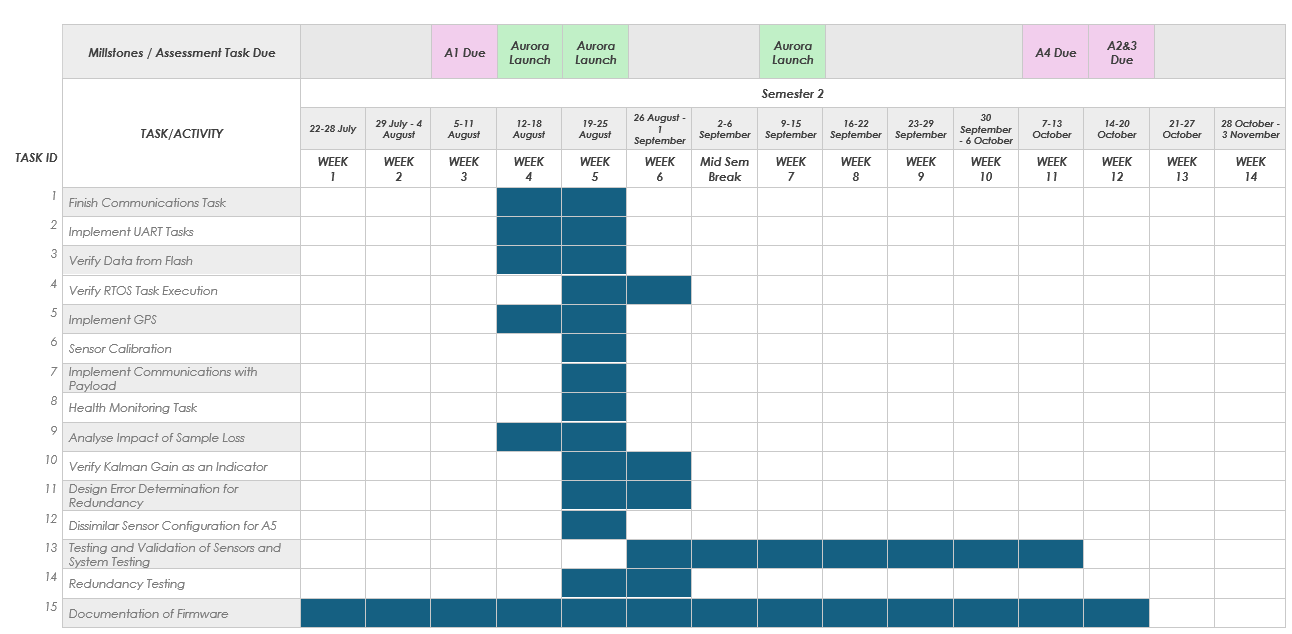 Millstones / Assessment Task Due
A1 Due
Aurora
Launch
Aurora
Launch
Aurora
Launch
A4 Due
A2&3
Due
TASK ID
TASK/ACTIVITY
Semester 2
22-28 July
29 July - 4
August
5-11
August
12-18
August
19-25
August
26 August -
1
September
2-6
September
9-15
September
16-22
September
23-29
September
30
September
- 6 October
7-13
October
14-20
October
21-27
October
28 October -
3 November
WEEK
1
WEEK
2
WEEK
3
WEEK
4
WEEK
5
WEEK
6
Mid Sem
Break
WEEK
7
WEEK
8
WEEK
9
WEEK
10
WEEK
11
WEEK
12
WEEK
13
WEEK
14
1 Finish Communications Task
2 Implement UART Tasks
3 Verify Data from Flash
4 Verify RTOS Task Execution
5 Implement GPS
6 Sensor Calibration
7 Implement Communications with
Payload
8 Health Monitoring Task
9 Analyse Impact of Sample Loss
10 Verify Kalman Gain as an Indicator
11 Design Error Determination for
Redundancy
12 Dissimilar Sensor Configuration for A5
13 Testing and Validation of Sensors and
System Testing
14 Redundancy Testing
15 Documentation of Firmware